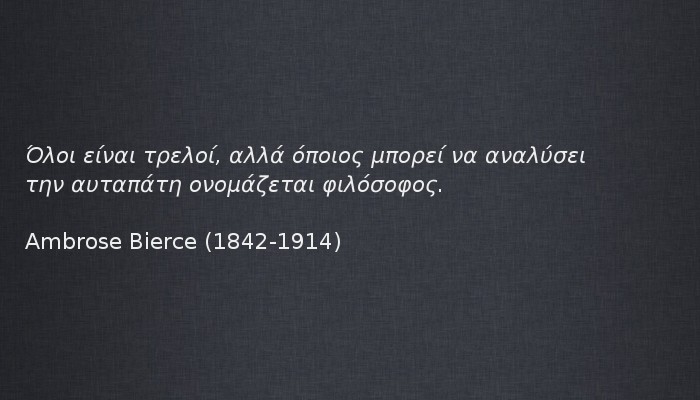 Όλοι είναι τρελοί, αλλά όποιος μπορεί να αναλύσει
την αυταπάτη ονομάζεται φιλόσοφος.
Ambrose Bierce (1842-1914)